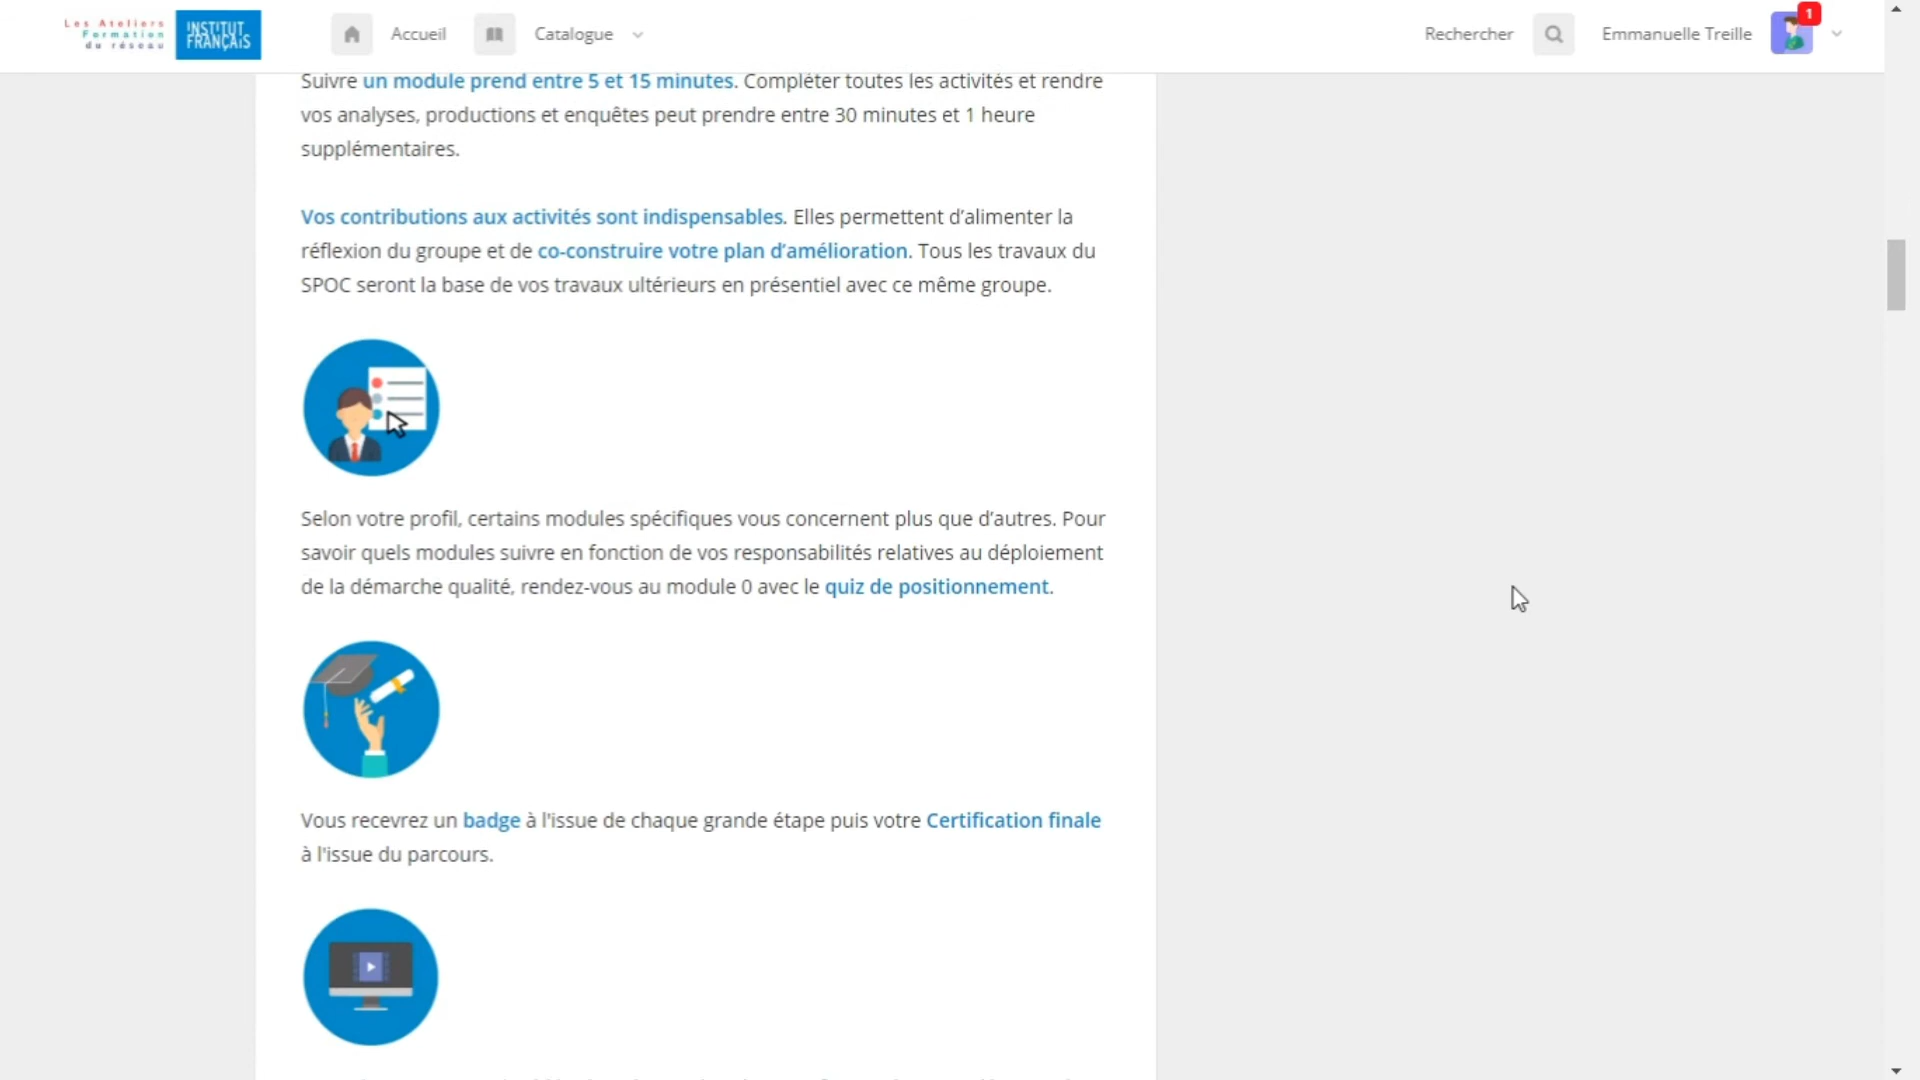 Les Ateliers
Formation
du réseau
INSTITUT
FRANÇAIS
Accueil
Catalogue
Rechercher
Emmanuelle Treille
1
Suivre un module prend entre 5 et 15 minutes. Compléter toutes les activités et rendre
vos analyses, productions et enquêtes peut prendre entre 30 minutes et 1 heure
supplémentaires.
Vos contributions aux activités sont indispensables. Elles permettent d’alimenter la
réflexion du groupe et de co-construire votre plan d’amélioration. Tous les travaux du
SPOC seront la base de vos travaux ultérieurs en présentiel avec ce même groupe.
Selon votre profil, certains modules spécifiques vous concernent plus que d’autres. Pour
savoir quels modules suivre en fonction de vos responsabilités relatives au déploiement
de la démarche qualité, rendez-vous au module 0 avec le quiz de positionnement.
Vous recevrez un badge à l'issue de chaque grande étape puis votre Certification finale
à l'issue du parcours.